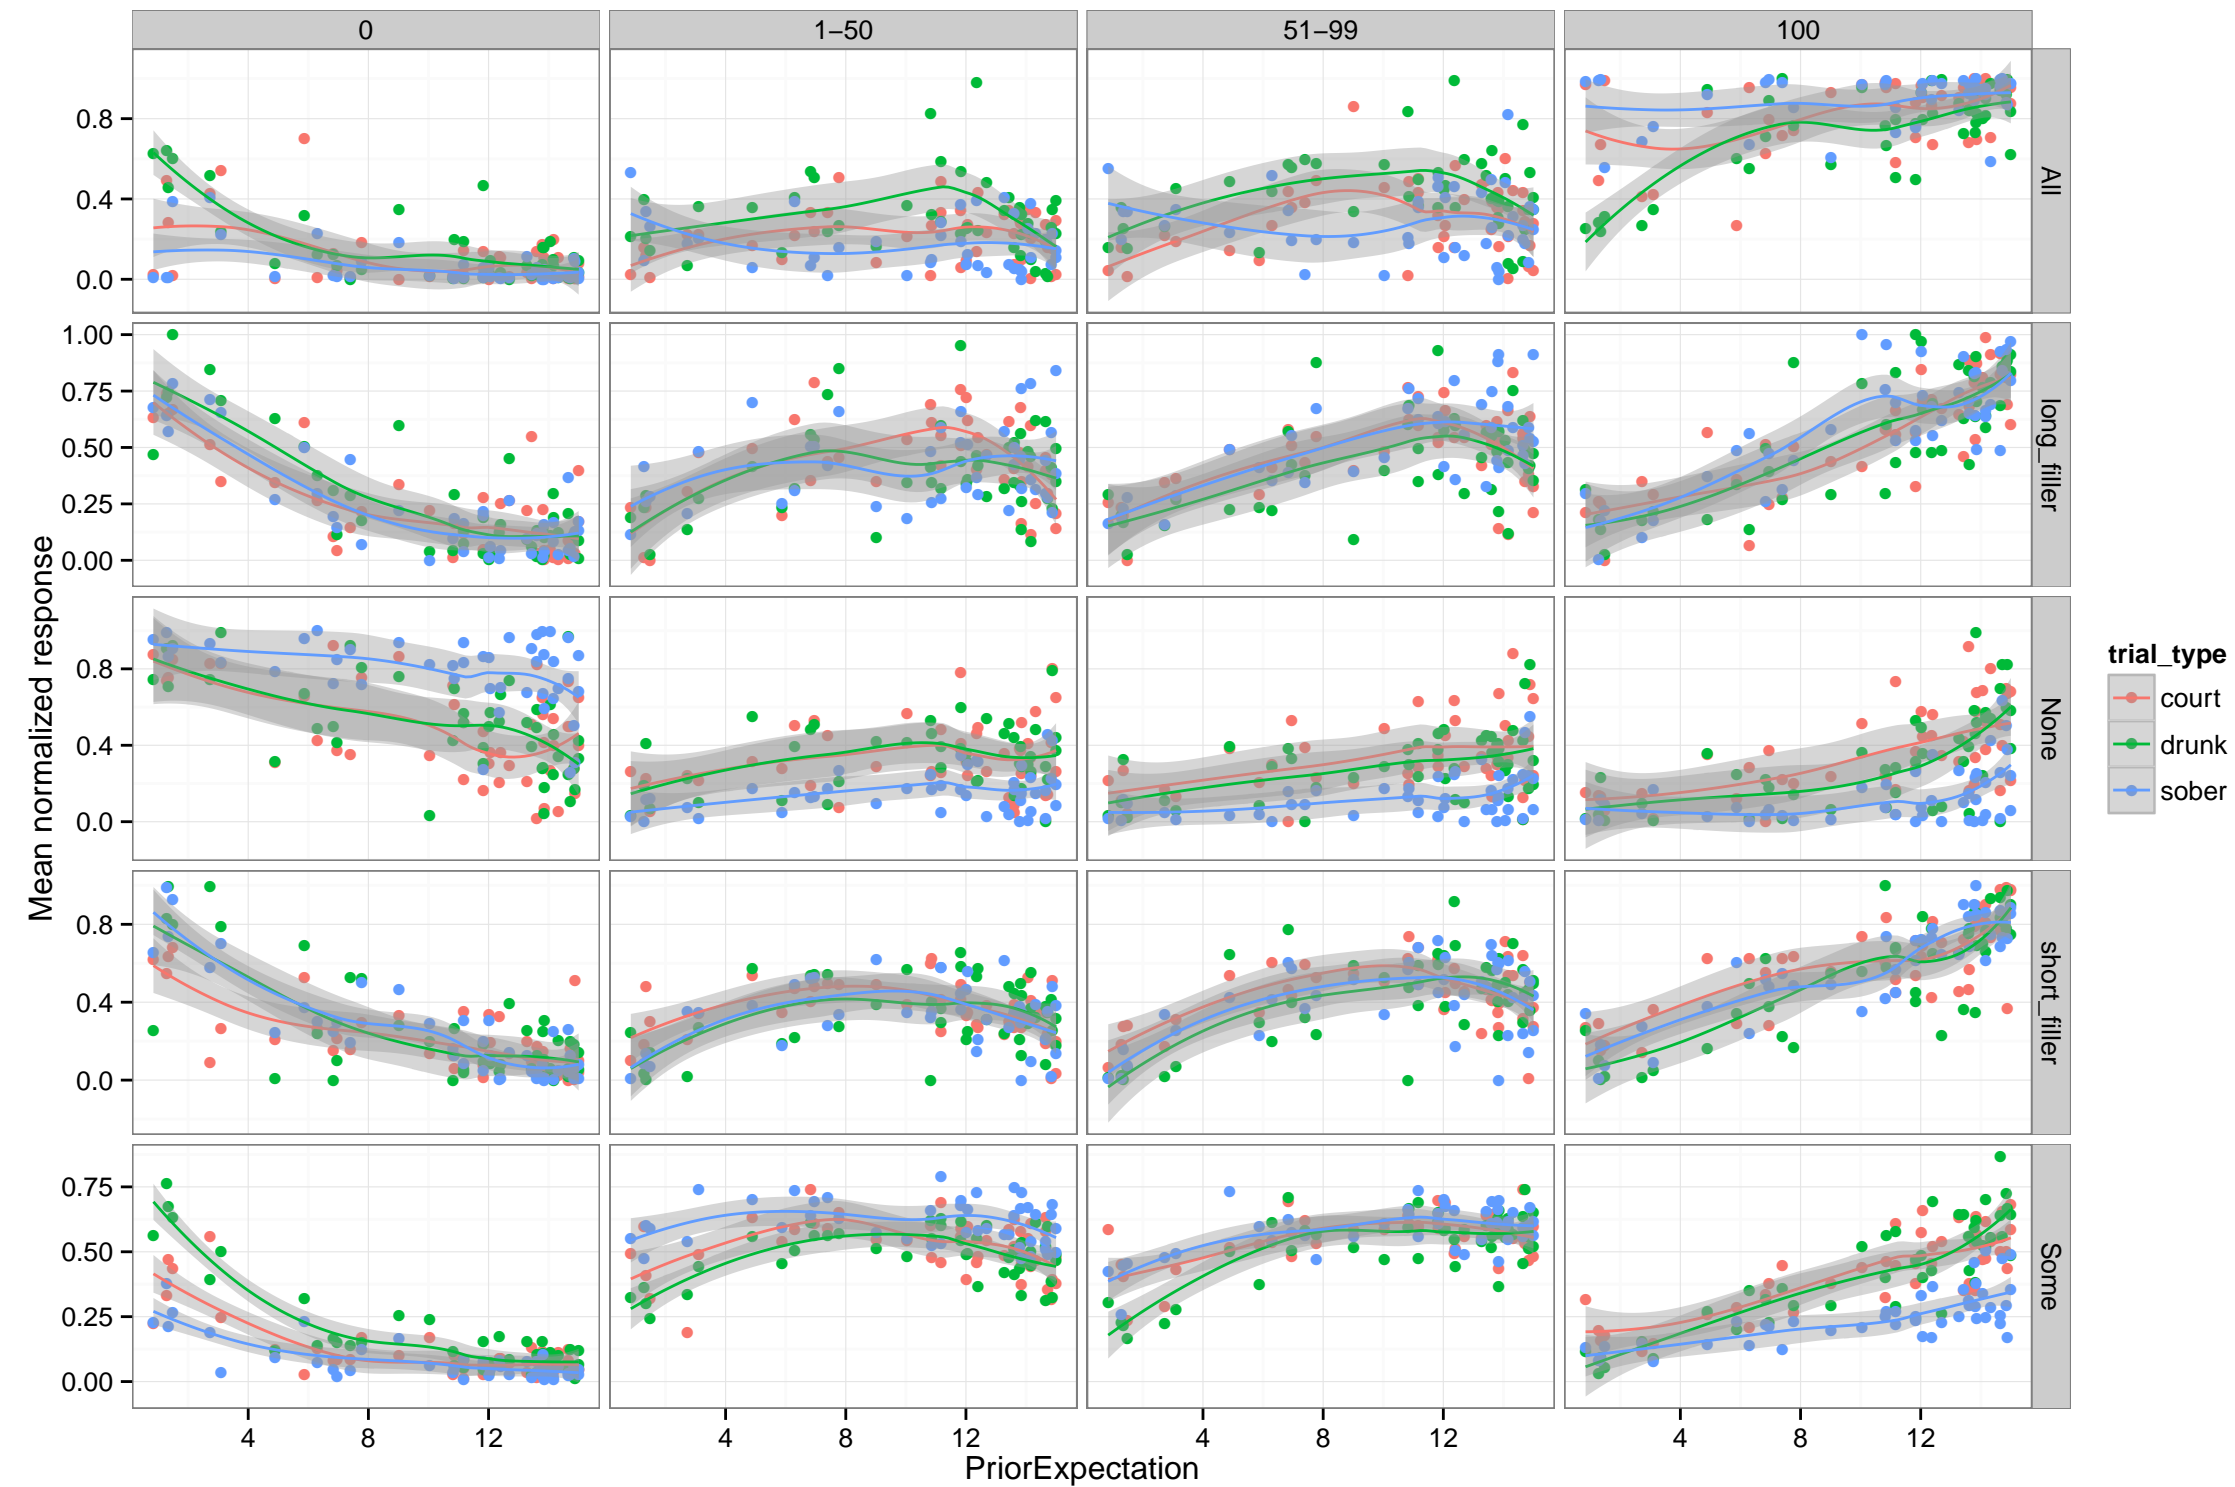 0 1−50 51−99 100
0.8
0.4
0.0
All
1.00
0.75
0.50
0.25
0.00
long_filler
0.8
0.4
0.0
None
0.8
0.4
0.0
short_filler
0.75
0.50
0.25
0.00
Some
4 8 12 4 8 12 4 8 12 4 8 12
PriorExpectation
Mean normalized response
trial_type
court
drunk
sober